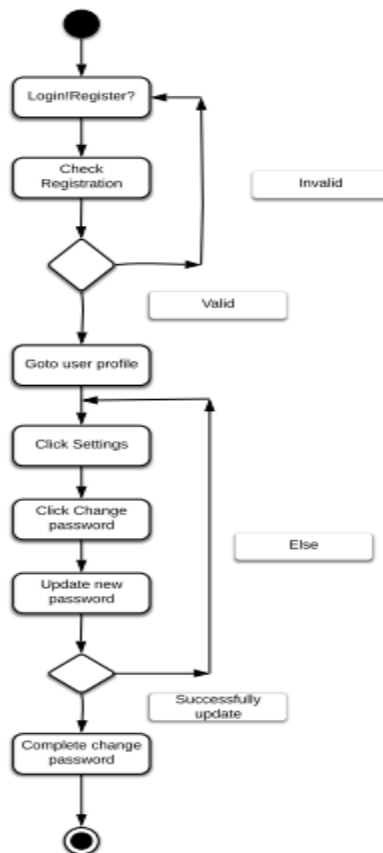 Login!Register?
Check
Registration
Invalid
Valid
Goto user profile
Click Settings
Click Change
password
Else
Update new
password
Successfully
update
Complete change
password